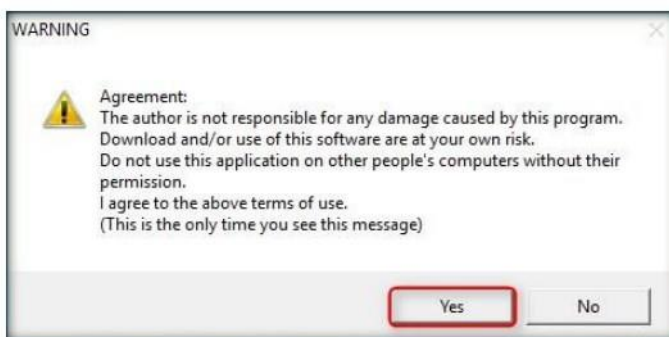 WARNING
Agreement:
The author is not responsible for any damage caused by this program.
Download and/or use of this software are at your own risk.
Do not use this application on other people's computers without their
permission.
I agree to the above terms of use.
(This is the only time you see this message)
Yes
No